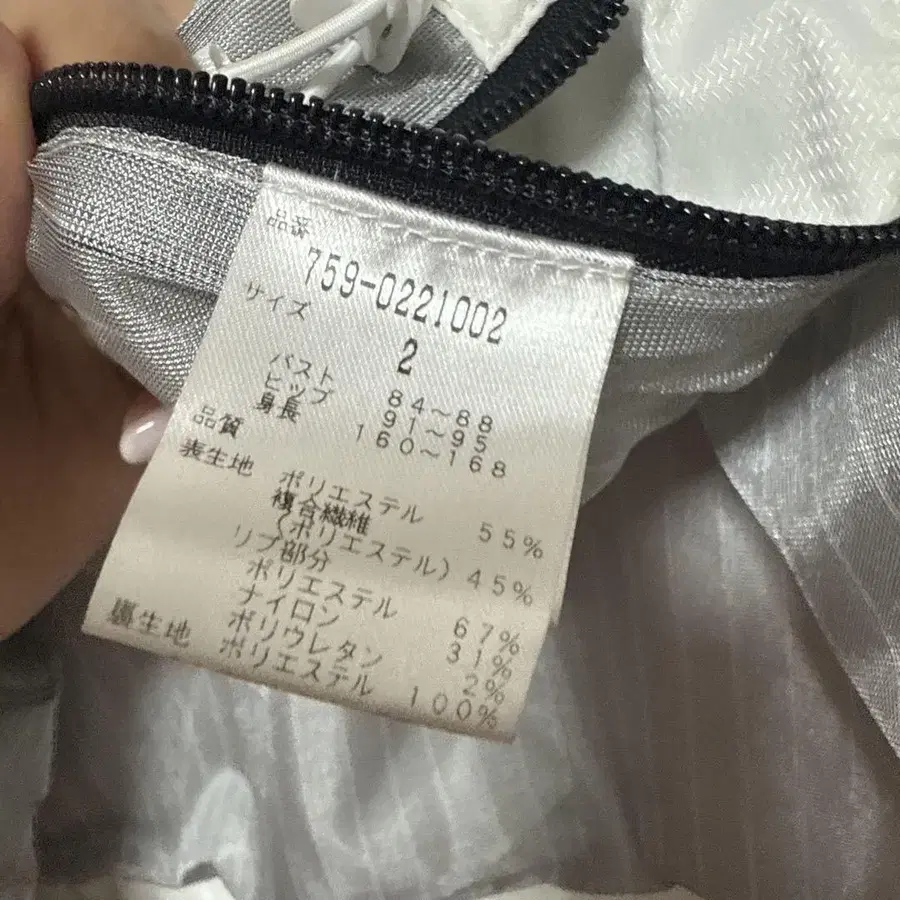 品番
759-0221002
サイズ
2
バスト 84～88
ヒップ 91～95
身長 160～168
品質
表生地 ポリエステル 55%
複合繊維
(ポリエステル) 45%
リブ部分
ポリエステル 67%
ナイロン 31%
ポリウレタン 2%
裏生地 ポリエステル 100%